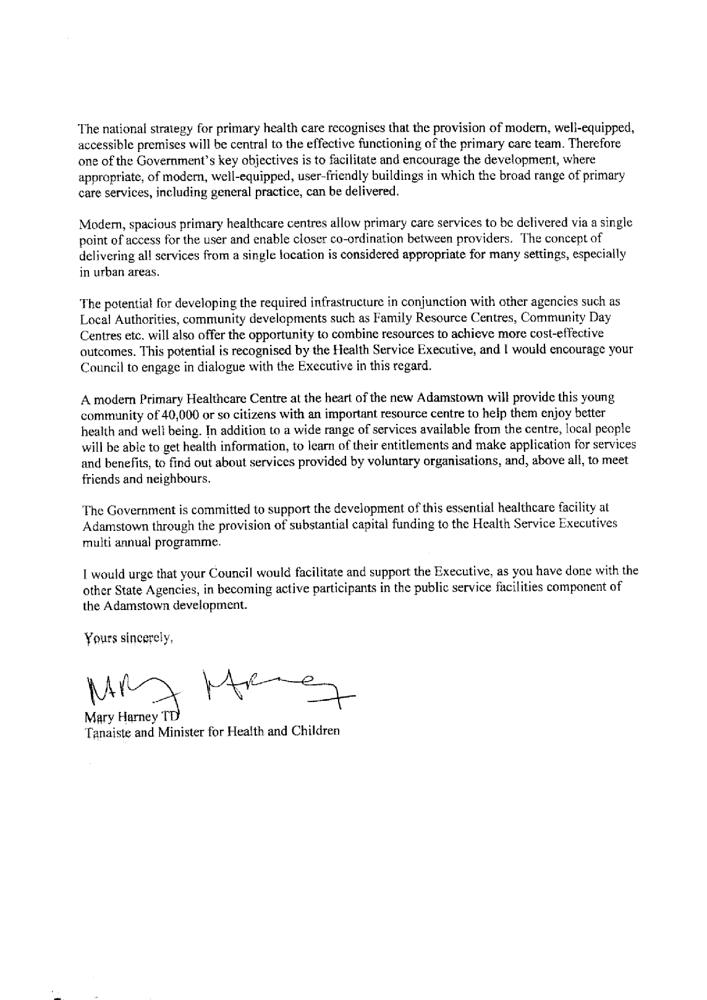 The national strategy for primary health care recognises that the provision of modern, well-equipped,
accessible premises will be central to the effective functioning of the primary care team. Therefore
one of the Government's key objectives is to facilitate and encourage the development, where
appropriate, of modern, well-equipped, user-friendly buildings in which the broad range of primary
care services, including general practice, can be delivered.
Modern, spacious primary healthcare centres allow primary care services to be delivered via a single
point of access for the user and enable closer co-ordination between providers. The concept of
delivering all services from a single location is considered appropriate for many settings, especially
in urban areas.
The potential for developing the required infrastructure in conjunction with other agencies such as
Local Authorities, community developments such as Family Resource Centres, Community Day
Centres etc. will also offer the opportunity to combine resources to achieve more cost-effective
outcomes. This potential is recognised by the Health Service Executive, and I would encourage your
Council to engage in dialogue with the Executive in this regard.
A modern Primary Healthcare Centre at the heart of the new Adamstown will provide this young
community of 40,000 or so citizens with an important resource centre to help them enjoy better
health and well being. In addition to a wide range of services available from the centre, local people
will be able to get health information, to learn of their entitlements and make application for services
and benefits, to find out about services provided by voluntary organisations, and, above all, to meet
friends and neighbours.
The Government is committed to support the development of this essential healthcare facility at
Adamstown through the provision of substantial capital funding to the Health Service Executives
multi annual programme.
I would urge that your Council would facilitate and support the Executive, as you have done with the
other State Agencies, in becoming active participants in the public service facilities component of
the Adamstown development.
Yours sincerely,
Mary Harney
Mary Harney TD
Tanaiste and Minister for Health and Children